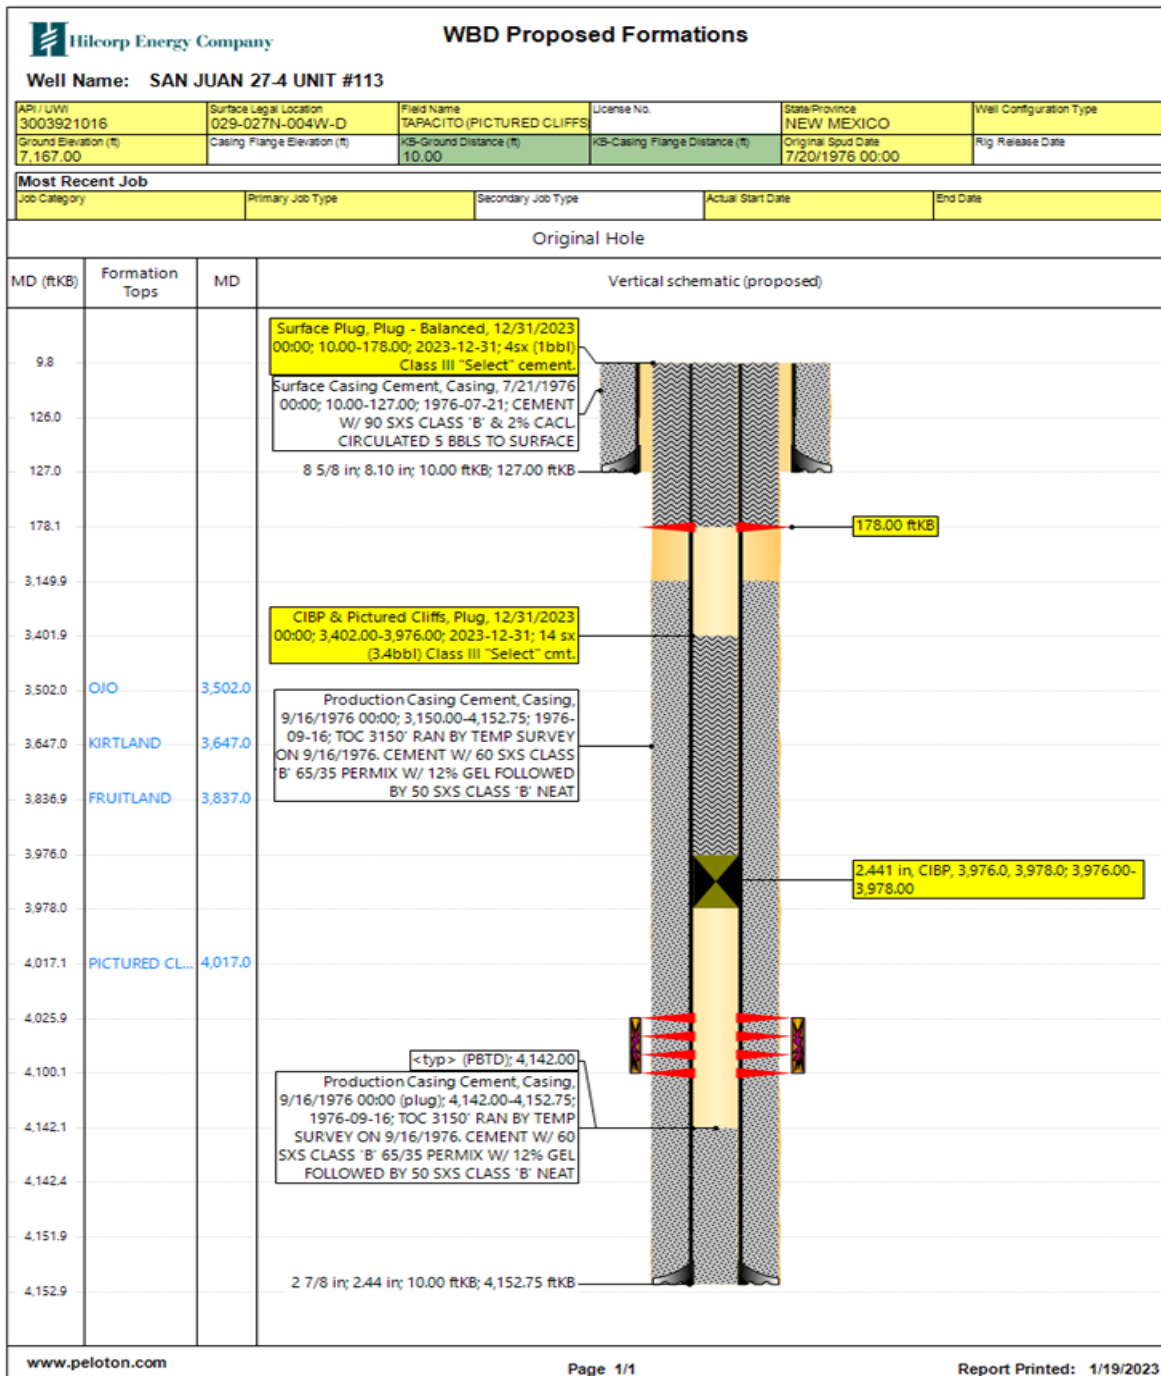 Hilcorp Energy Company
WBD Proposed Formations
Well Name: SAN JUAN 27-4 UNIT #113
API / UWI
3003921016
Surface Legal Location
029-027N-004W-D
Field Name
TAPACITO (PICTURED CLIFFS)
License No.
State/Province
NEW MEXICO
Well Configuration Type
Ground Elevation (ft)
7,167.00
Casing Flange Elevation (ft)
KB-Ground Distance (ft)
10.00
KB-Casing Flange Distance (ft)
Original Spud Date
7/20/1976 00:00
Rig Release Date
Most Recent Job
Job Category
Primary Job Type
Secondary Job Type
Actual Start Date
End Date
Original Hole
MD (ftKB)
Formation
Tops
MD
Vertical schematic (proposed)
Surface Plug, Plug - Balanced, 12/31/2023
00:00; 10.00-178.00; 2023-12-31; 4sx (1bbl)
Class III "Select" cement.
9.8
Surface Casing Cement, Casing, 7/21/1976
00:00; 10.00-127.00; 1976-07-21; CEMENT
W/ 90 SXS CLASS 'B' & 2% CACL.
CIRCULATED 5 BBLS TO SURFACE
126.0
127.0
8 5/8 in; 8.10 in; 10.00 ftKB; 127.00 ftKB
178.1
178.00 ftKB
3,149.9
CIBP & Pictured Cliffs, Plug, 12/31/2023
00:00; 3,402.00-3,976.00; 2023-12-31; 14 sx
(3.4bbl) Class III "Select" cmt.
3,401.9
3,502.0 OJO 3,502.0
Production Casing Cement, Casing,
9/16/1976 00:00; 3,150.00-4,152.75; 1976-
09-16; TOC 3150' RAN BY TEMP SURVEY
ON 9/16/1976. CEMENT W/ 60 SXS CLASS
'B' 65/35 PERMIX W/ 12% GEL FOLLOWED
BY 50 SXS CLASS 'B' NEAT
3,647.0 KIRTLAND 3,647.0
3,836.9 FRUITLAND 3,837.0
3,976.0
2.441 in, CIBP, 3,976.0, 3,978.0; 3,976.00-
3,978.00
3,978.0
4,017.1 PICTURED CL... 4,017.0
4,025.9
<typ> (PBTD); 4,142.00
4,100.1
Production Casing Cement, Casing,
9/16/1976 00:00 (plug); 4,142.00-4,152.75;
1976-09-16; TOC 3150' RAN BY TEMP
SURVEY ON 9/16/1976. CEMENT W/ 60
SXS CLASS 'B' 65/35 PERMIX W/ 12% GEL
FOLLOWED BY 50 SXS CLASS 'B' NEAT
4,142.1
4,142.4
4,151.9
2 7/8 in; 2.44 in; 10.00 ftKB; 4,152.75 ftKB
4,152.9
www.peloton.com
Page 1/1
Report Printed: 1/19/2023